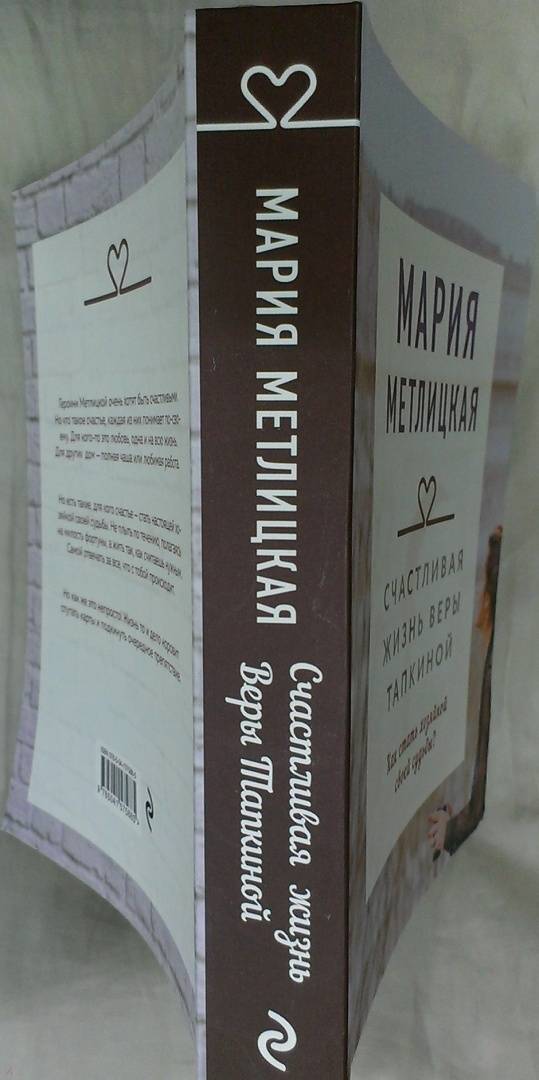 МАРИЯ МЕТЛИЦКАЯ
Счастливая жизнь
Веры Тапкиной
МАРИЯ
МЕТЛИЦКАЯ
СЧАСТЛИВАЯ
ЖИЗНЬ ВЕРЫ
ТАПКИНОЙ
Как стать хозяйкой
своей судьбы?
Героини Метлицкой очень хотят быть счастливыми.
Но что такое счастье, каждая из них понимает по-сво-
ему. Для кого-то это любовь, одна и на всю жизнь.
Для других дом — полная чаша или любимая работа.
Но есть такие, для кого счастье – стать настоящей хо-
зяйкой своей судьбы. Не плыть по течению, полагаясь
на милость фортуны, а жить так, как считаешь нужным.
Самой отвечать за все, что с тобой происходит.
Но как же это непросто! Жизнь то и дело норовит
спутать карты и подкинуть очередное препятствие.